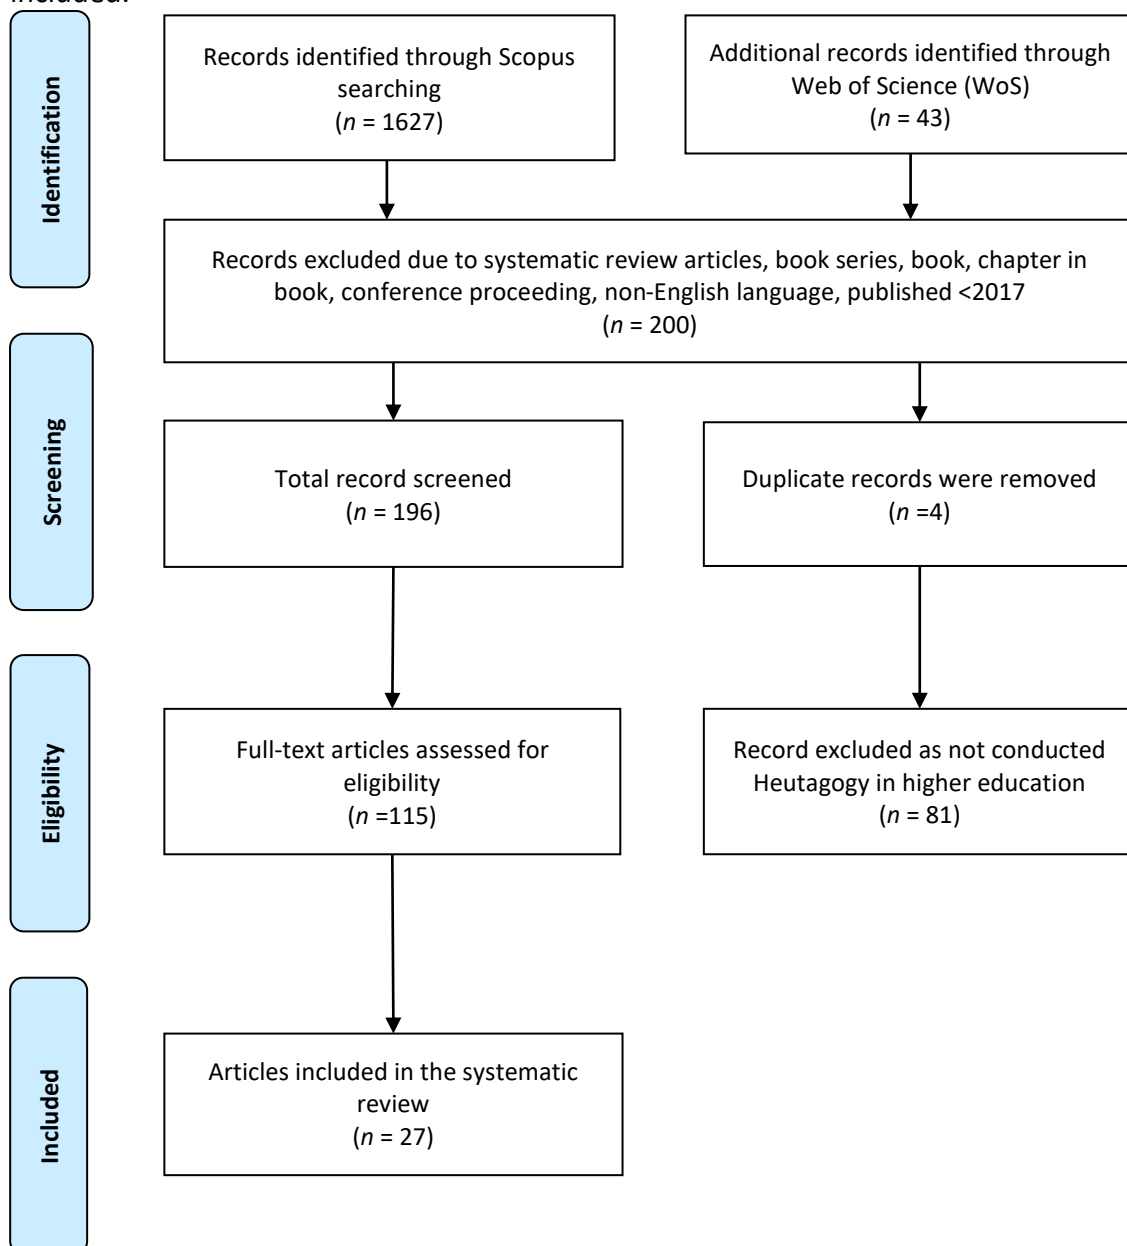 included.
Identification
Records identified through Scopus
searching
(n = 1627)
Additional records identified through
Web of Science (WoS)
(n = 43)
Records excluded due to systematic review articles, book series, book, chapter in
book, conference proceeding, non-English language, published <2017
(n = 200)
Screening
Total record screened
(n = 196)
Duplicate records were removed
(n =4)
Eligibility
Full-text articles assessed for
eligibility
(n =115)
Record excluded as not conducted
Heutagogy in higher education
(n = 81)
Included
Articles included in the systematic
review
(n = 27)